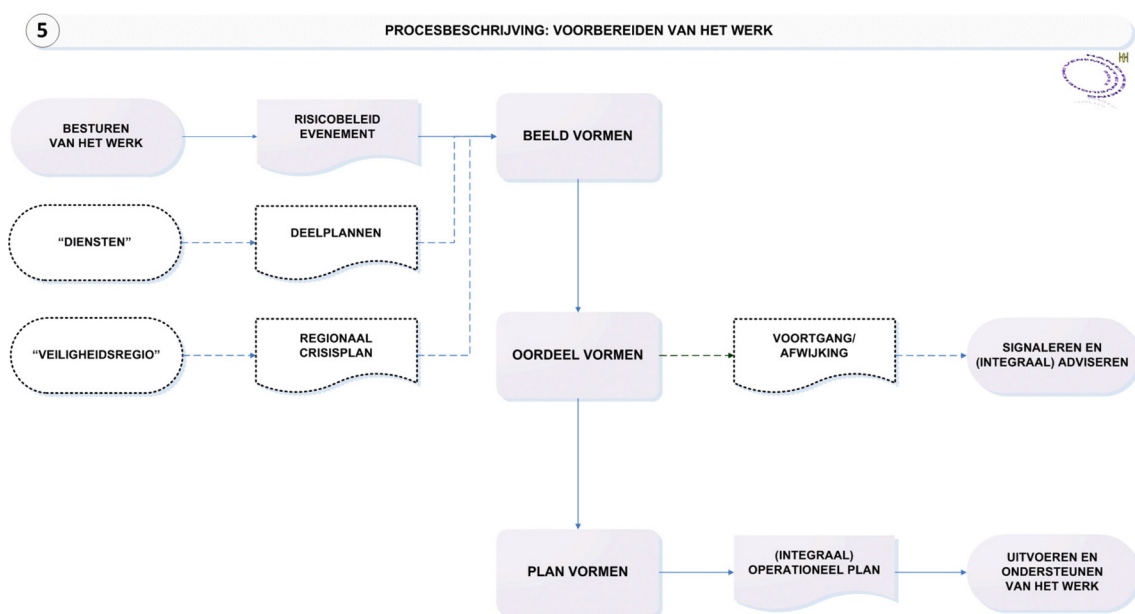 5
PROCESBESCHRIJVING: VOORBEREIDEN VAN HET WERK
BESTUREN
VAN HET WERK
RISICOBELEID
EVENEMENT
BEELD VORMEN
“DIENSTEN”
DEELPLANNEN
“VEILIGHEIDSREGIO”
REGIONAAL
CRISISPLAN
OORDEEL VORMEN
VOORTGANG/
AFWIJKING
SIGNALEREN EN
(INTEGRAAL) ADVISEREN
PLAN VORMEN
(INTEGRAAL)
OPERATIONEEL PLAN
UITVOEREN EN
ONDERSTEUNEN
VAN HET WERK